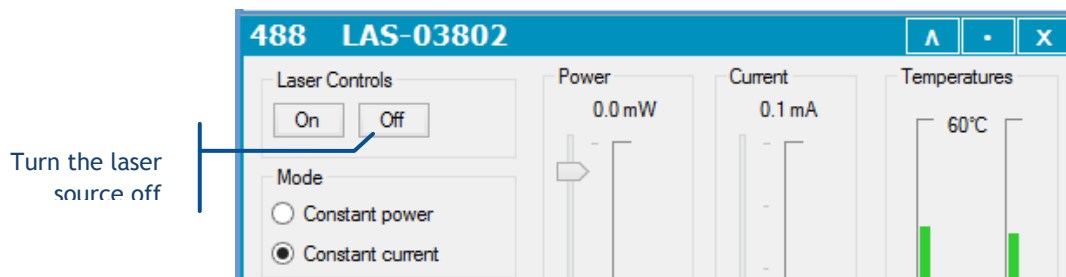 488 LAS-03802
Λ · X
Laser Controls
On Off
Power
0.0 mW
Current
0.1 mA
Temperatures
60°C
Turn the laser
source off
Mode
Constant power
Constant current